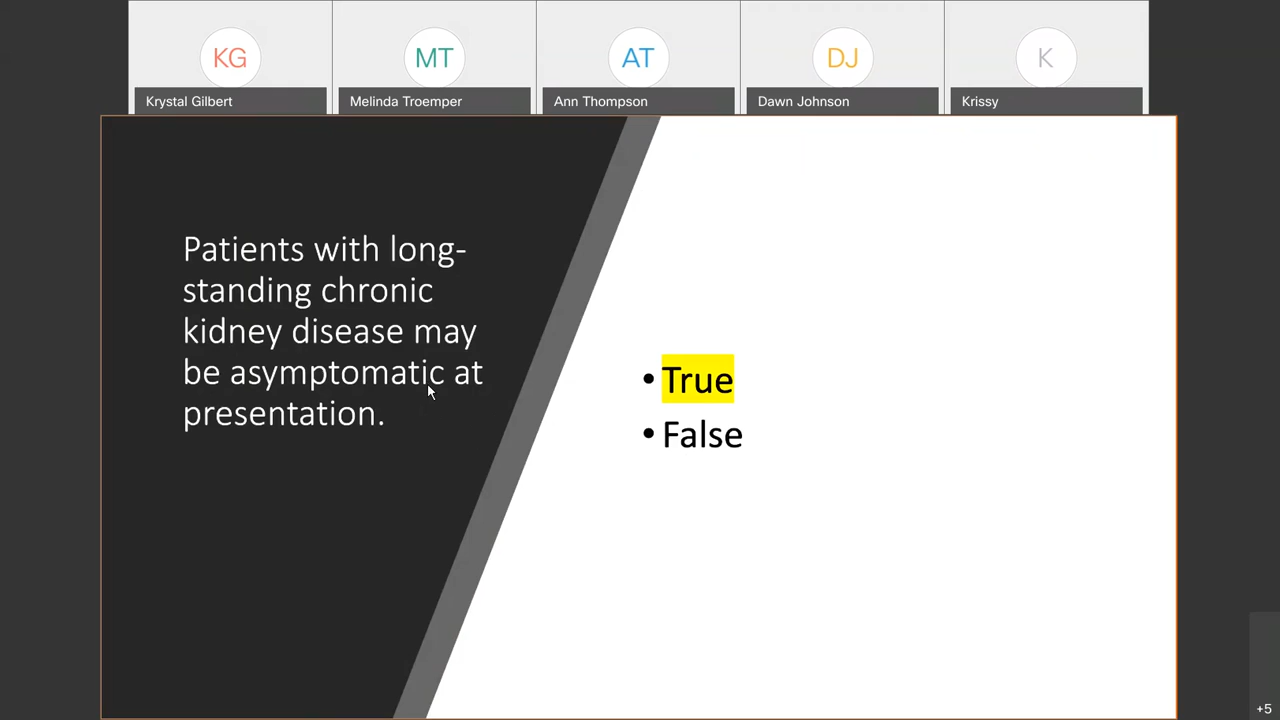 KG
MT
AT
DJ
K
Krystal Gilbert
Melinda Troemper
Ann Thompson
Dawn Johnson
Krissy
Patients with long-
standing chronic
kidney disease may
be asymptomatic at
presentation.
• True
• False
+5